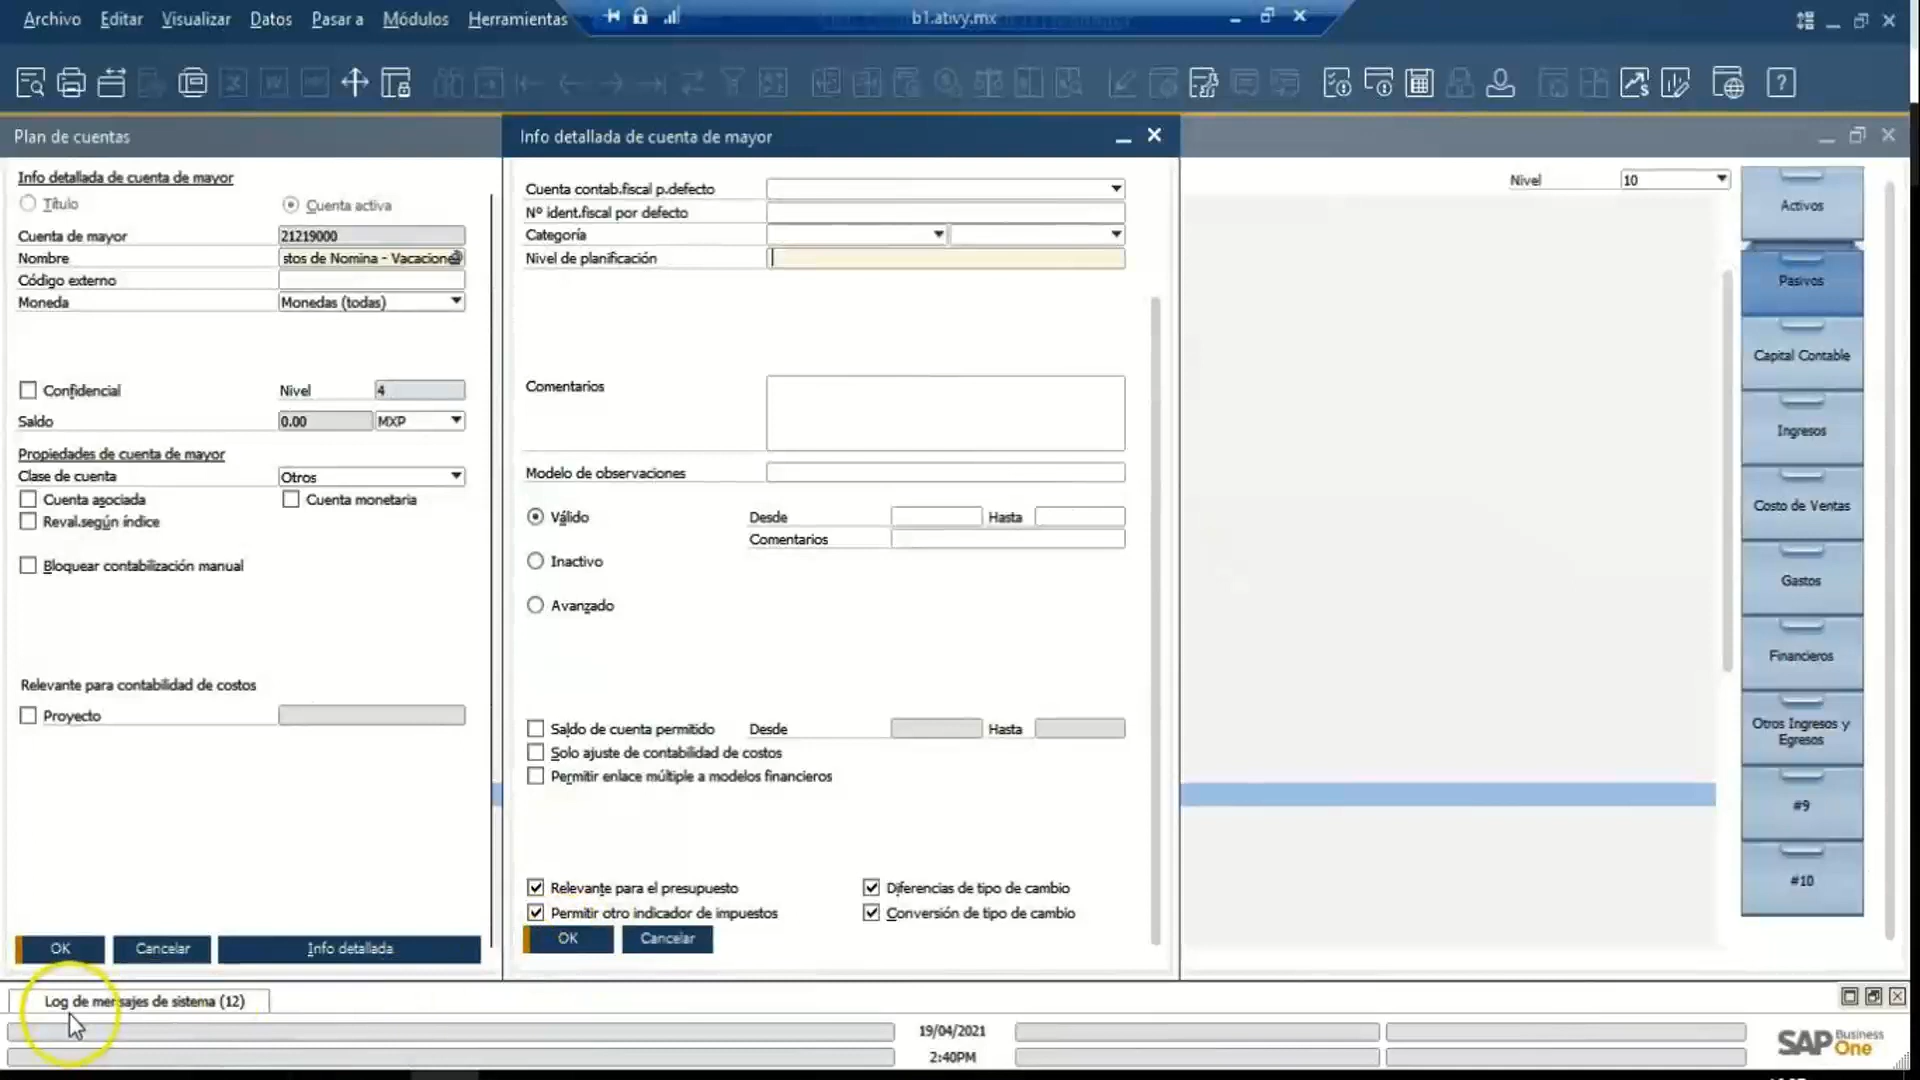 Archivo Editar Visualizar Datos Pasar a Módulos Herramientas
b1.ativy.mx
Plan de cuentas
Info detallada de cuenta de mayor
Título
Cuenta activa
Cuenta de mayor 21219000
Nombre stos de Nomina - Vacacione
Código externo
Moneda Monedas (todas)
Confidencial Nivel 4
Saldo 0.00 MXP
Propiedades de cuenta de mayor
Clase de cuenta Otros
Cuenta asociada Cuenta monetaria
Reval.según índice
Bloquear contabilización manual
Relevante para contabilidad de costos
Proyecto
OK Cancelar Info detallada
Info detallada de cuenta de mayor
Cuenta contab.fiscal p.defecto
Nº ident.fiscal por defecto
Categoría
Nivel de planificación
Comentarios
Modelo de observaciones
Válido Desde Hasta
Comentarios
Inactivo
Avanzado
Saldo de cuenta permitido Desde Hasta
Solo ajuste de contabilidad de costos
Permitir enlace múltiple a modelos financieros
Relevante para el presupuesto Diferencias de tipo de cambio
Permitir otro indicador de impuestos Conversión de tipo de cambio
OK Cancelar
Nivel 10
Activos
Pasivos
Capital Contable
Ingresos
Costo de Ventas
Gastos
Financieros
Otros Ingresos y
Egresos
#9
#10
Log de mensajes de sistema (12)
19/04/2021
2:40PM
SAP Business
One